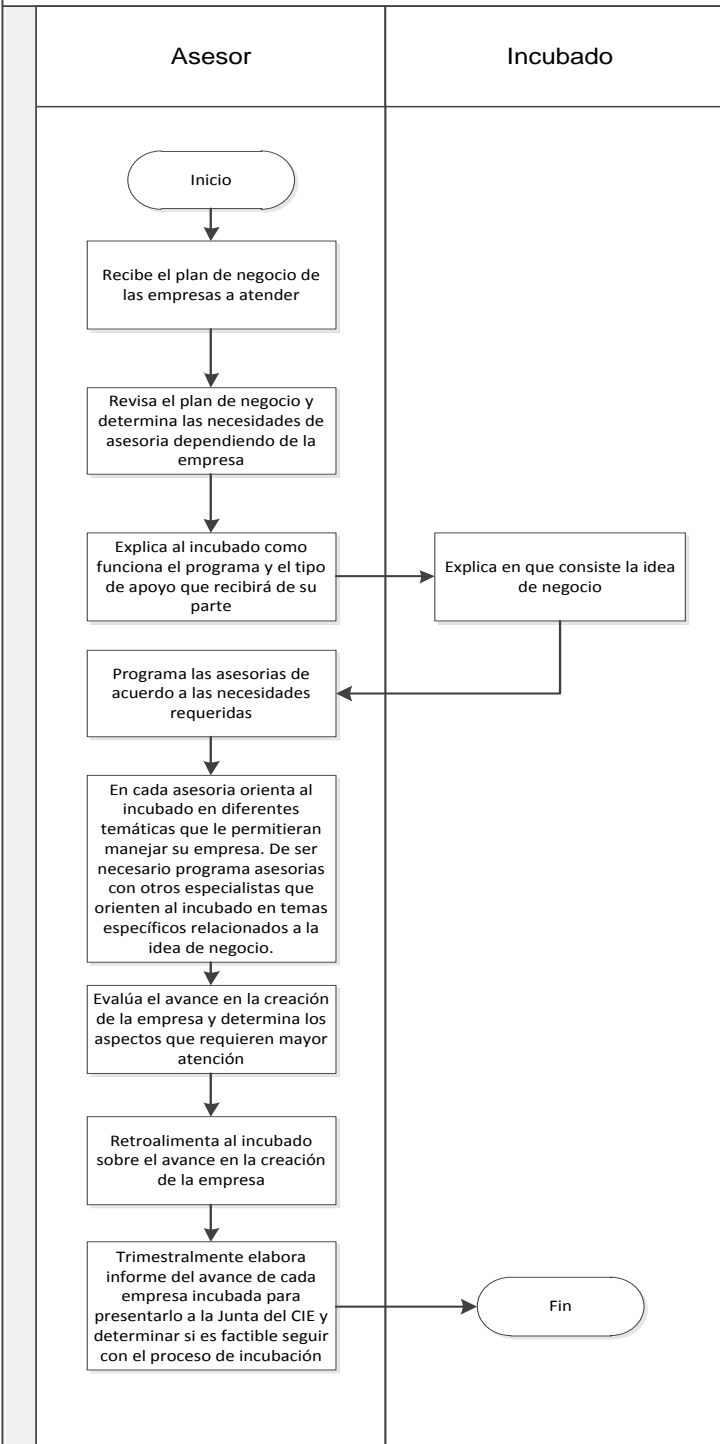 Asesor
Incubado
Inicio
Recibe el plan de negocio de
las empresas a atender
Revisa el plan de negocio y
determina las necesidades de
asesoria dependiendo de la
empresa
Explica al incubado como
funciona el programa y el tipo
de apoyo que recibirá de su
parte
Explica en que consiste la idea
de negocio
Programa las asesorias de
acuerdo a las necesidades
requeridas
En cada asesoria orienta al
incubado en diferentes
temáticas que le permitieran
manejar su empresa. De ser
necesario programa asesorias
con otros especialistas que
orienten al incubado en temas
específicos relacionados a la
idea de negocio.
Evalúa el avance en la creación
de la empresa y determina los
aspectos que requieren mayor
atención
Retroalimenta al incubado
sobre el avance en la creación
de la empresa
Trimestralmente elabora
informe del avance de cada
empresa incubada para
presentarlo a la Junta del CIE y
determinar si es factible seguir
con el proceso de incubación
Fin